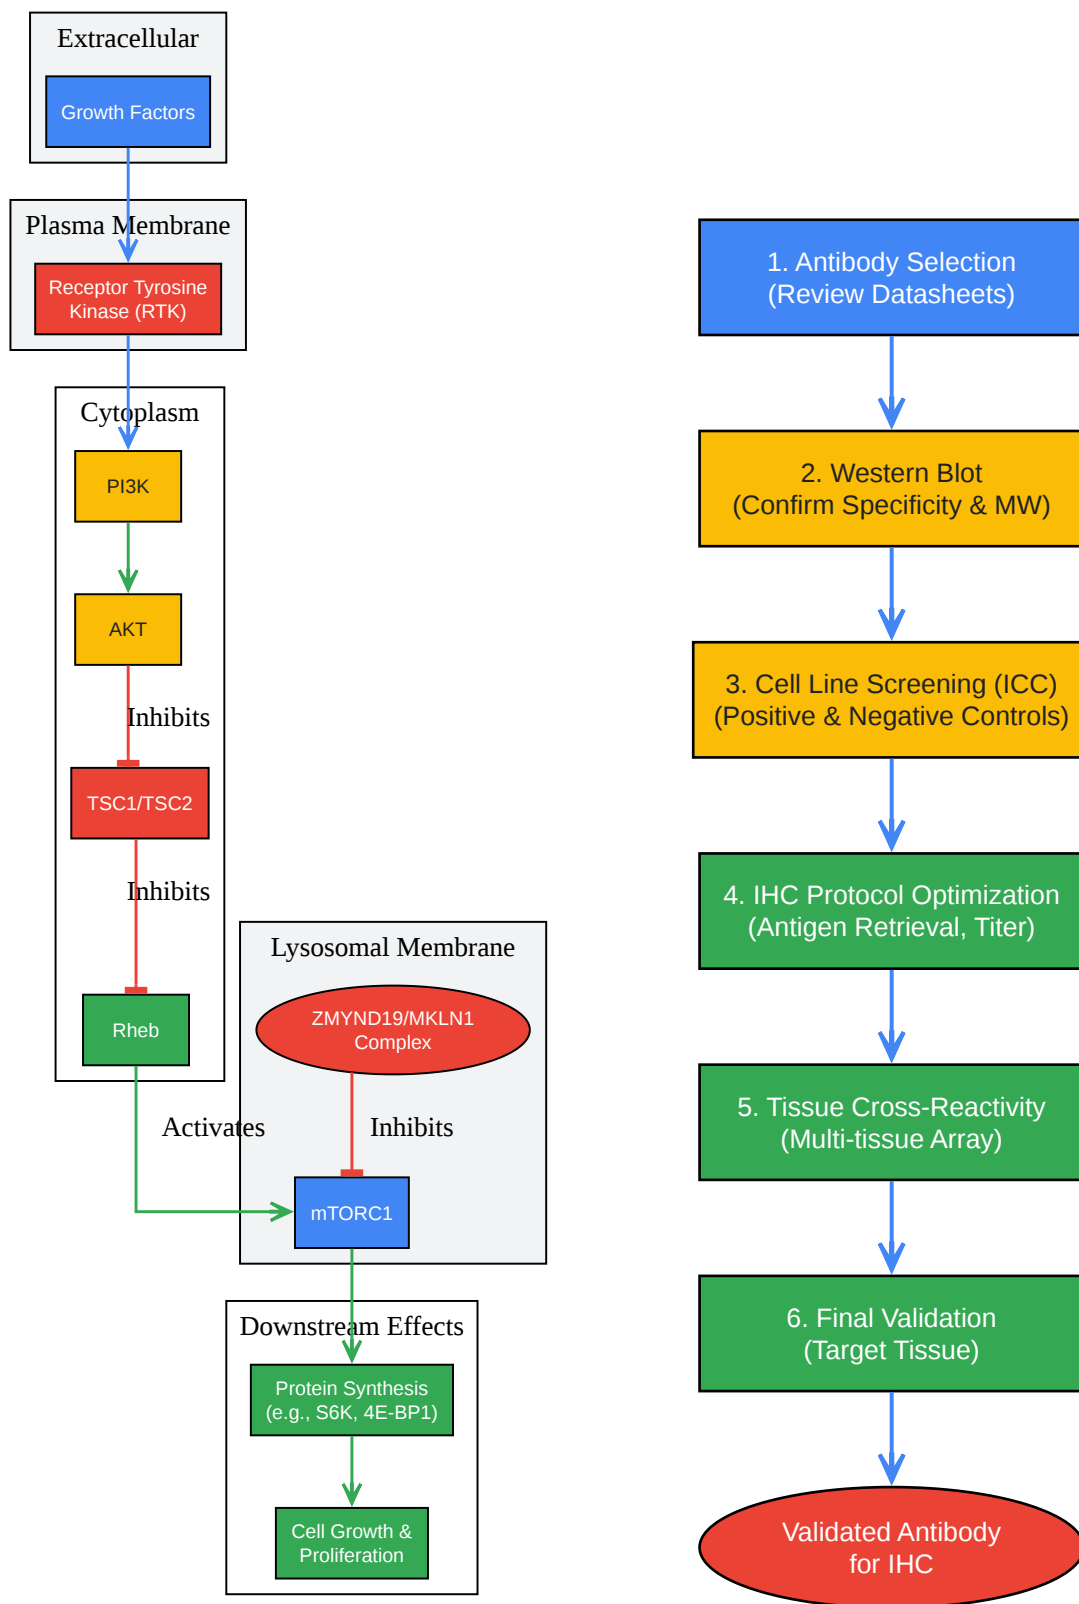 Extracellular
Growth Factors
Plasma Membrane
Receptor Tyrosine
Kinase (RTK)
Cytoplasm
PI3K
AKT
Inhibits
TSC1/TSC2
Inhibits
Rheb
Activates
Lysosomal Membrane
ZMYND19/MKLN1
Complex
Inhibits
mTORC1
Downstream Effects
Protein Synthesis
(e.g., S6K, 4E-BP1)
Cell Growth &
Proliferation
1. Antibody Selection
(Review Datasheets)
2. Western Blot
(Confirm Specificity & MW)
3. Cell Line Screening (ICC)
(Positive & Negative Controls)
4. IHC Protocol Optimization
(Antigen Retrieval, Titer)
5. Tissue Cross-Reactivity
(Multi-tissue Array)
6. Final Validation
(Target Tissue)
Validated Antibody
for IHC